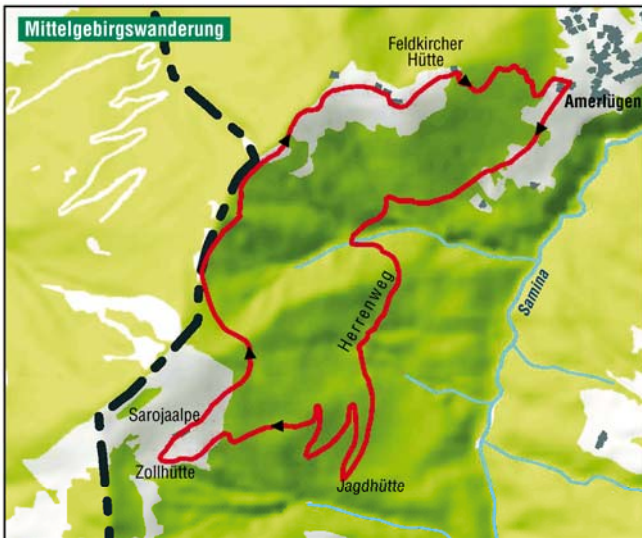 Mittelgebirgswanderung
Feldkircher
Hütte
Amerlügen
Samina
Herrenweg
Sarojaalpe
Zollhütte
Jagdhütte